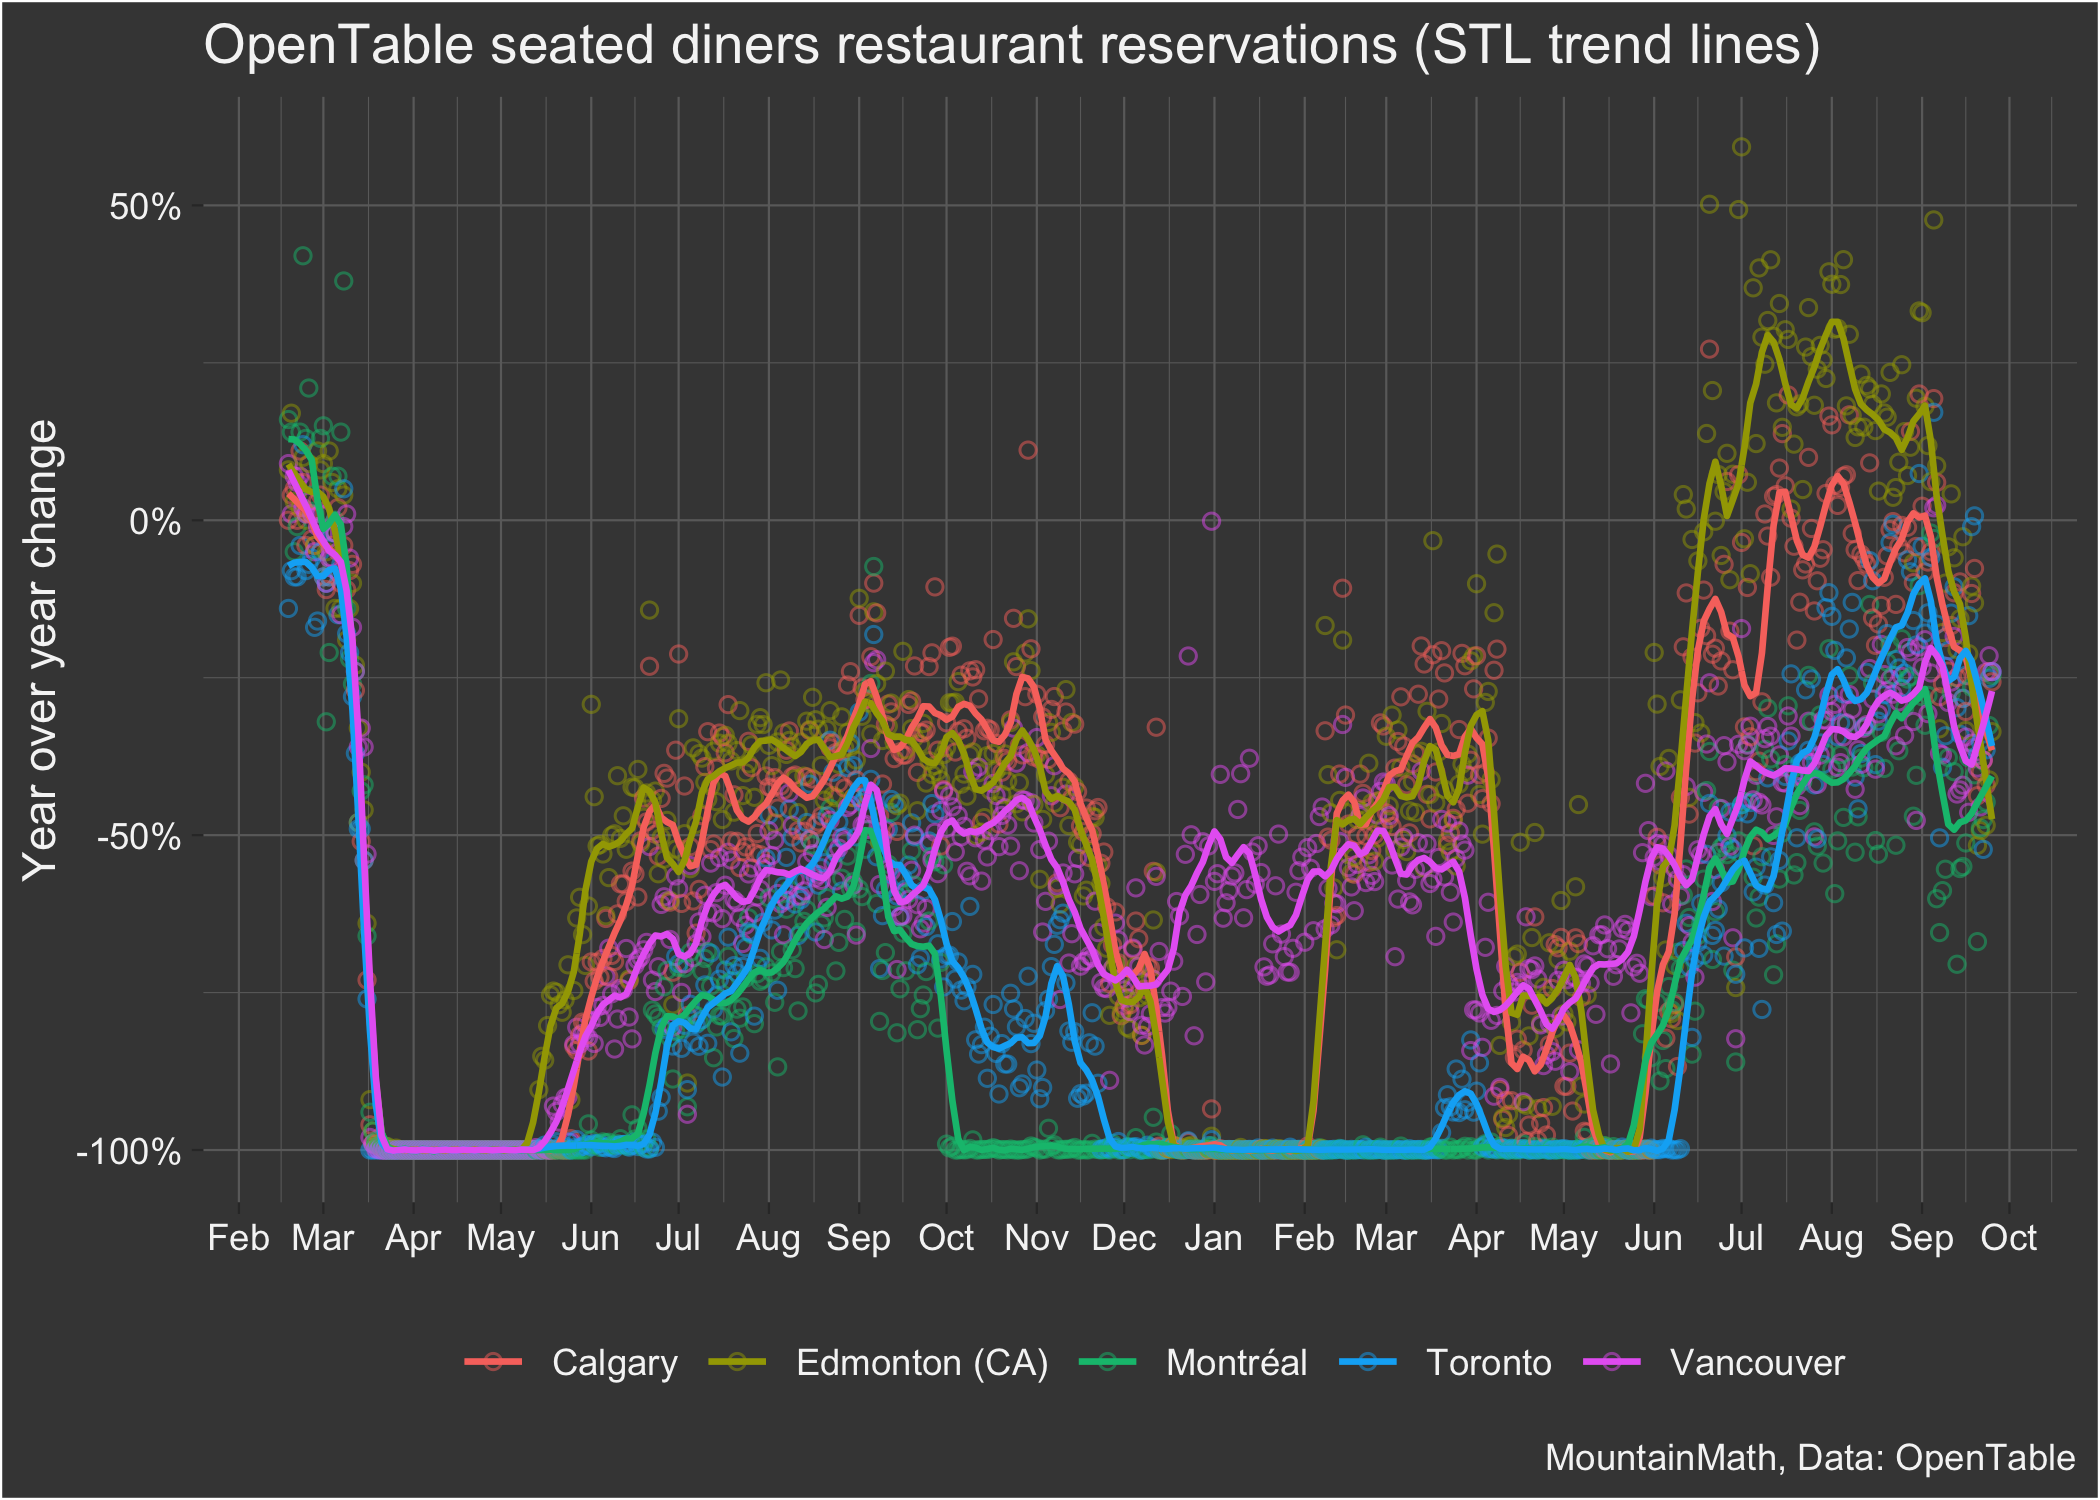 OpenTable seated diners restaurant reservations (STL trend lines)
Year over year change
50%
0%
-50%
-100%
Feb Mar Apr May Jun Jul Aug Sep Oct Nov Dec Jan Feb Mar Apr May Jun Jul Aug Sep Oct
Calgary Edmonton (CA) Montréal Toronto Vancouver
MountainMath, Data: OpenTable